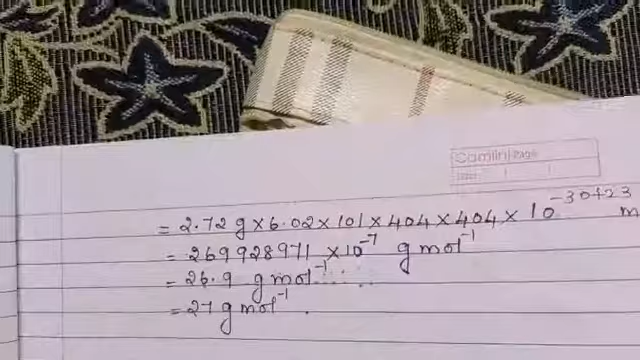 Camlin Page
= 2.72 g × 6.02 × 101 × 404 × 404 × 10⁻³⁰⁺²³ m
= 269928971 × 10⁻⁷ g mol⁻¹
= 26.9 g mol⁻¹
= 27 g mol⁻¹.